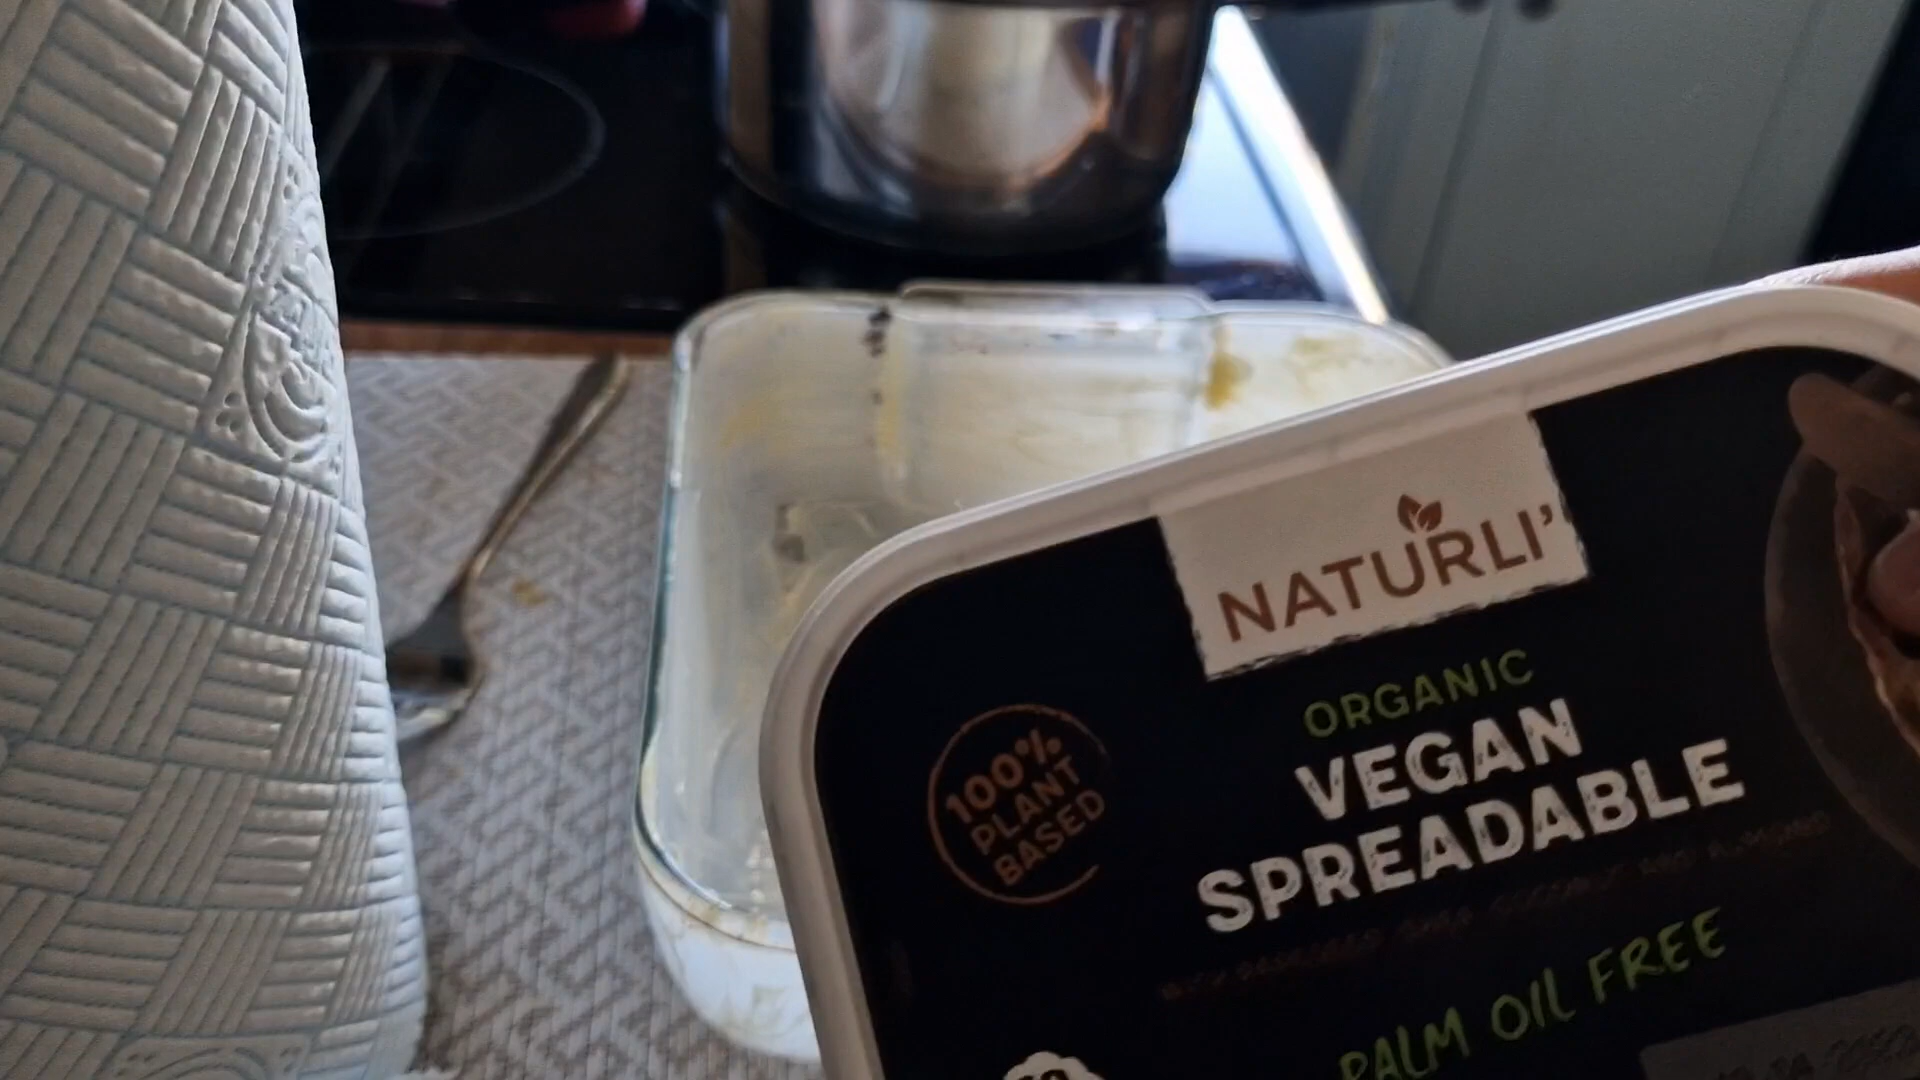 NATURLI'
ORGANIC
VEGAN
SPREADABLE
100%
PLANT
BASED
PALM OIL FREE